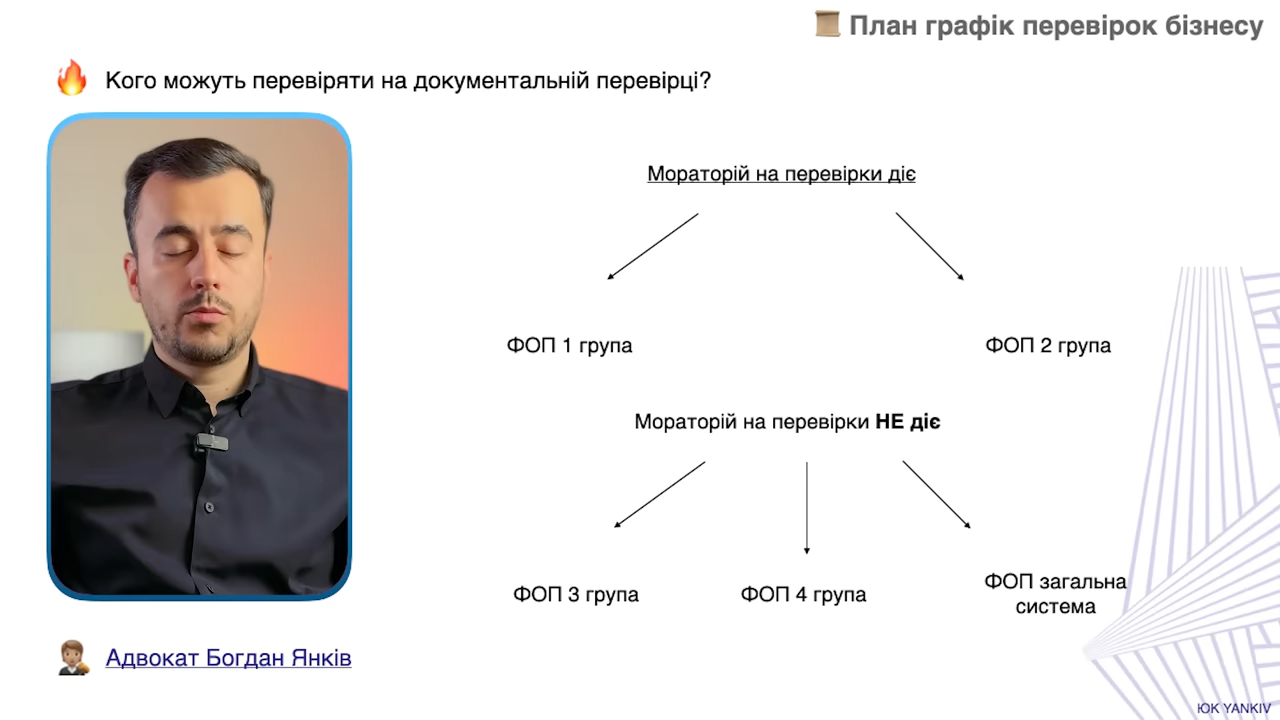 План графік перевірок бізнесу
Кого можуть перевіряти на документальній перевірці?
Мораторій на перевірки діє
ФОП 1 група
ФОП 2 група
Мораторій на перевірки НЕ діє
ФОП 3 група
ФОП 4 група
ФОП загальна
система
Адвокат Богдан Янків
ЮК YANKIV